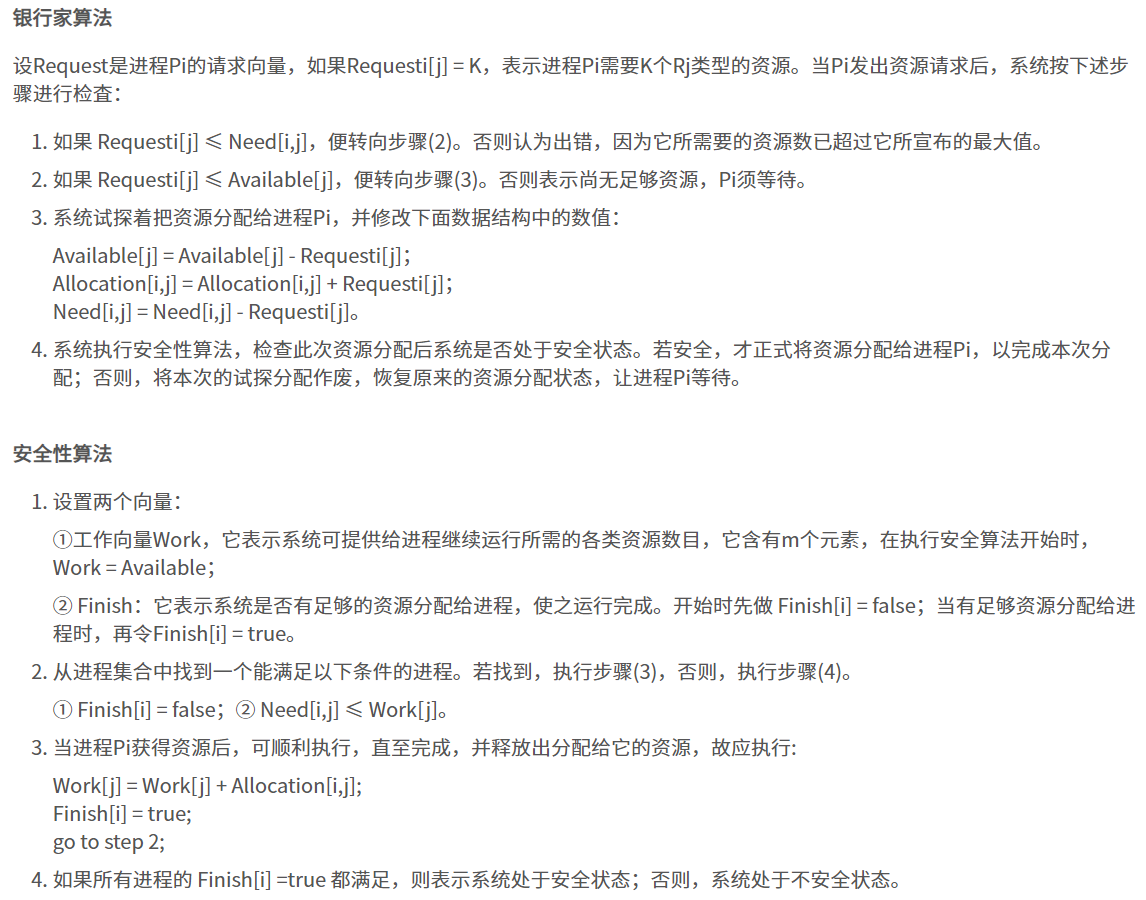 银行家算法
设Request是进程Pi的请求向量，如果Requesti[j] = K，表示进程Pi需要K个Rj类型的资源。当Pi发出资源请求后，系统按下述步
骤进行检查：
1. 如果 Requesti[j] ≤ Need[i,j]，便转向步骤(2)。否则认为出错，因为它所需要的资源数已超过它所宣布的最大值。
2. 如果 Requesti[j] ≤ Available[j]，便转向步骤(3)。否则表示尚无足够资源，Pi须等待。
3. 系统试探着把资源分配给进程Pi，并修改下面数据结构中的数值：
Available[j] = Available[j] - Requesti[j]；
Allocation[i,j] = Allocation[i,j] + Requesti[j]；
Need[i,j] = Need[i,j] - Requesti[j]。
4. 系统执行安全性算法，检查此次资源分配后系统是否处于安全状态。若安全，才正式将资源分配给进程Pi，以完成本次分
配；否则，将本次的试探分配作废，恢复原来的资源分配状态，让进程Pi等待。
安全性算法
1. 设置两个向量：
①工作向量Work，它表示系统可提供给进程继续运行所需的各类资源数目，它含有m个元素，在执行安全算法开始时，
Work = Available；
② Finish：它表示系统是否有足够的资源分配给进程，使之运行完成。开始时先做 Finish[i] = false；当有足够资源分配给进
程时，再令Finish[i] = true。
2. 从进程集合中找到一个能满足以下条件的进程。若找到，执行步骤(3)，否则，执行步骤(4)。
① Finish[i] = false；② Need[i,j] ≤ Work[j]。
3. 当进程Pi获得资源后，可顺利执行，直至完成，并释放出分配给它的资源，故应执行:
Work[j] = Work[j] + Allocation[i,j];
Finish[i] = true;
go to step 2;
4. 如果所有进程的 Finish[i] =true 都满足，则表示系统处于安全状态；否则，系统处于不安全状态。